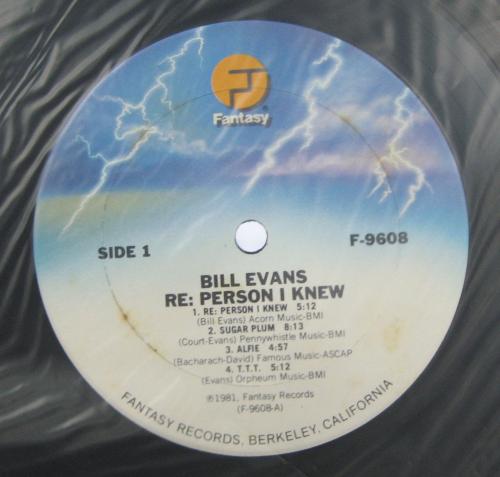 Fantasy
SIDE 1
F-9608
BILL EVANS
RE: PERSON I KNEW
1. RE: PERSON I KNEW 5:12
(Bill Evans) Acorn Music-BMI
2. SUGAR PLUM 8:13
(Court-Evans) Pennywhistle Music-BMI
3. ALFIE 4:57
(Bacharach-David) Famous Music-ASCAP
4. T.T.T. 5:12
(Evans) Orpheum Music-BMI
℗1981, Fantasy Records
(F-9608-A)
FANTASY RECORDS, BERKELEY, CALIFORNIA